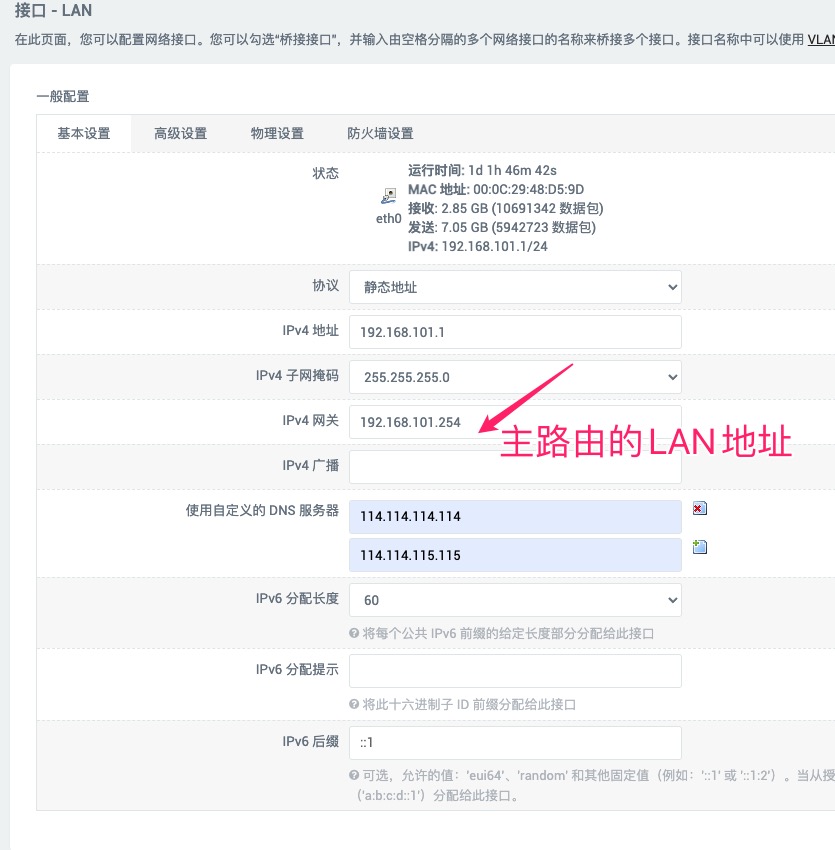 接口 - LAN
在此页面，您可以配置网络接口。您可以勾选“桥接接口”，并输入由空格分隔的多个网络接口的名称来桥接多个接口。接口名称中可以使用 VLAN
一般配置
基本设置 高级设置 物理设置 防火墙设置
状态
eth0
运行时间: 1d 1h 46m 42s
MAC 地址: 00:0C:29:48:D5:9D
接收: 2.85 GB (10691342 数据包)
发送: 7.05 GB (5942723 数据包)
IPv4: 192.168.101.1/24
协议 静态地址
IPv4 地址 192.168.101.1
IPv4 子网掩码 255.255.255.0
IPv4 网关 192.168.101.254
主路由的LAN地址
IPv4 广播
使用自定义的 DNS 服务器 114.114.114.114
114.114.115.115
IPv6 分配长度 60
将每个公共 IPv6 前缀的给定长度部分分配给此接口
IPv6 分配提示
将此十六进制子 ID 前缀分配给此接口
IPv6 后缀 ::1
可选，允许的值：'eui64'、'random' 和其他固定值（例如：'::1' 或 '::1:2'）。当从授
（'a:b:c:d::1'）分配给此接口。